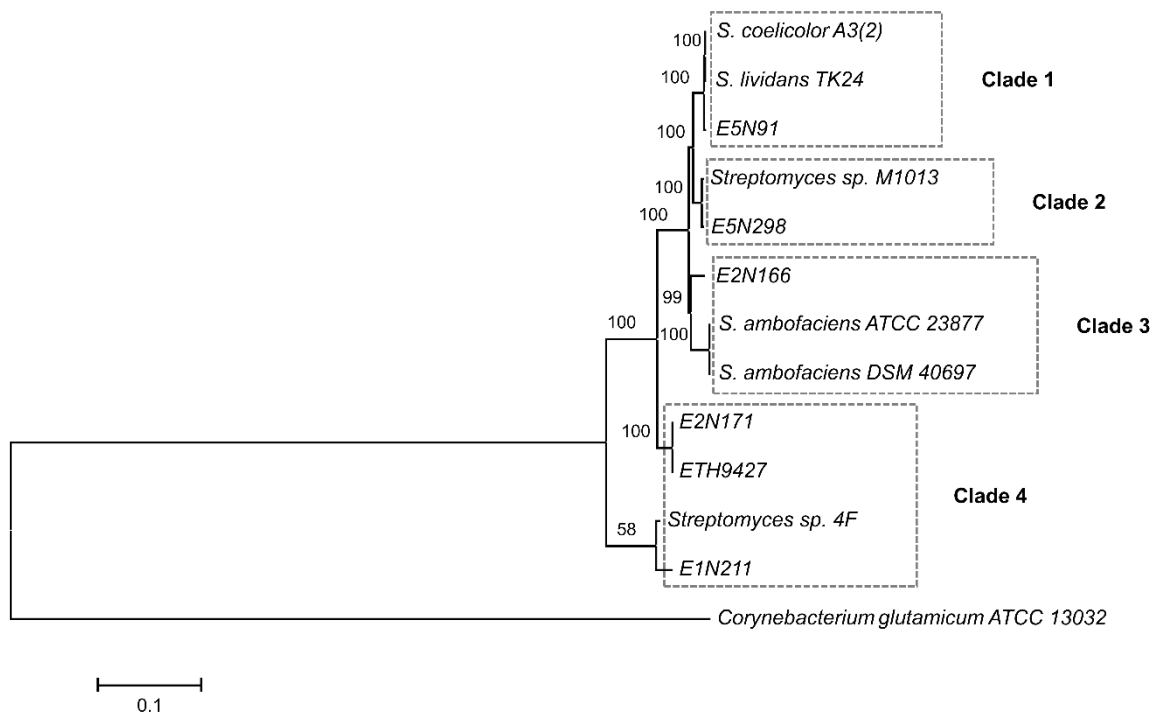 100
S. coelicolor A3(2)
100
S. lividans TK24
Clade 1
100
E5N91
100
Streptomyces sp. M1013
Clade 2
100
E5N298
E2N166
99
100
100
S. ambofaciens ATCC 23877
Clade 3
S. ambofaciens DSM 40697
100
E2N171
ETH9427
Clade 4
58
Streptomyces sp. 4F
E1N211
Corynebacterium glutamicum ATCC 13032
0.1